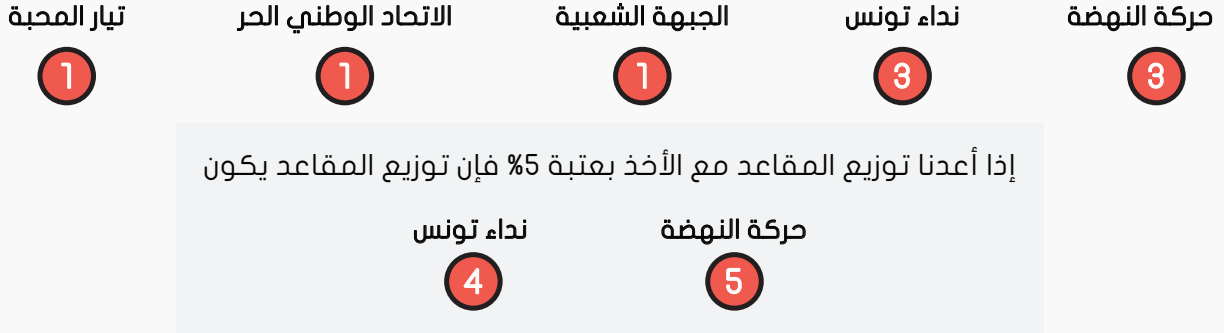 حركة النهضة نداء تونس الجبهة الشعبية الاتحاد الوطني الحر تيار المحبة
3 3 1 1 1
إذا أعدنا توزيع المقاعد مع الأخذ بعتبة 5% فإن توزيع المقاعد يكون
حركة النهضة نداء تونس
5 4